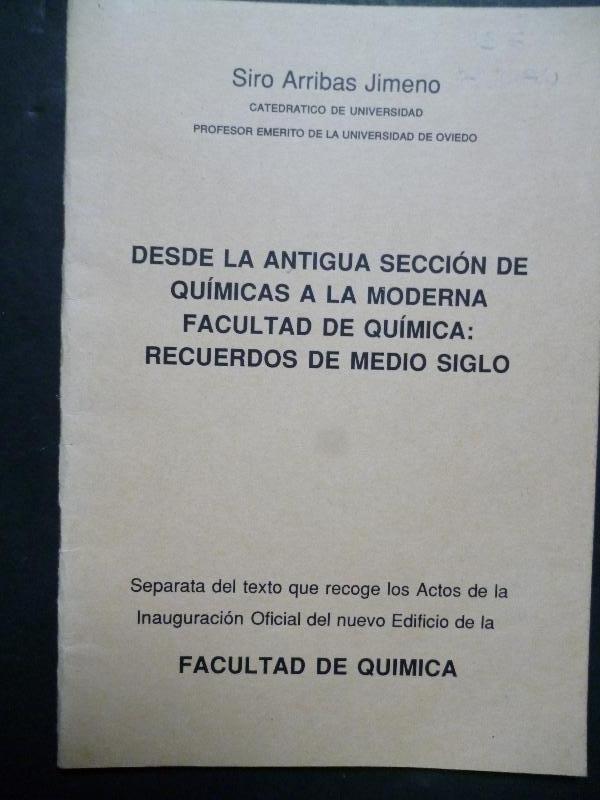 Siro Arribas Jimeno
CATEDRATICO DE UNIVERSIDAD
PROFESOR EMERITO DE LA UNIVERSIDAD DE OVIEDO
DESDE LA ANTIGUA SECCIÓN DE
QUÍMICAS A LA MODERNA
FACULTAD DE QUÍMICA:
RECUERDOS DE MEDIO SIGLO
Separata del texto que recoge los Actos de la
Inauguración Oficial del nuevo Edificio de la
FACULTAD DE QUIMICA